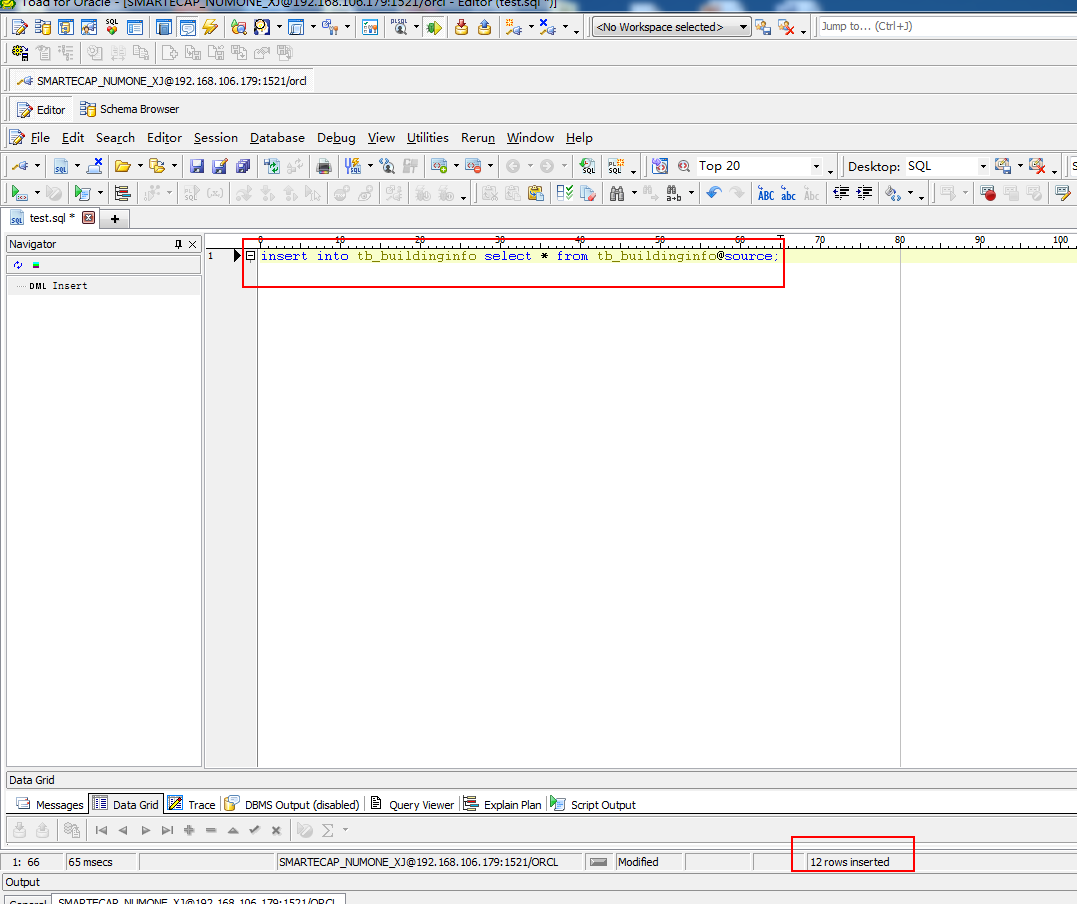 Toad for Oracle - [SMARTECAP_NUMONE_XJ@192.168.106.179:1521/orcl - Editor (test.sql *)]
<No Workspace selected> Jump to... (Ctrl+J)
SMARTECAP_NUMONE_XJ@192.168.106.179:1521/orcl
Editor Schema Browser
File Edit Search Editor Session Database Debug View Utilities Rerun Window Help
Top 20 Desktop: SQL
test.sql *
Navigator
0 10 20 30 40 50 60 70 80 90 100
1 insert into tb_buildinginfo select * from tb_buildinginfo@source;
DML Insert
Data Grid
Messages Data Grid Trace DBMS Output (disabled) Query Viewer Explain Plan Script Output
1: 66 65 msecs SMARTECAP_NUMONE_XJ@192.168.106.179:1521/ORCL Modified 12 rows inserted
Output
General SMARTECAP_NUMONE_XJ@192.168.106.179:1521/ORCL